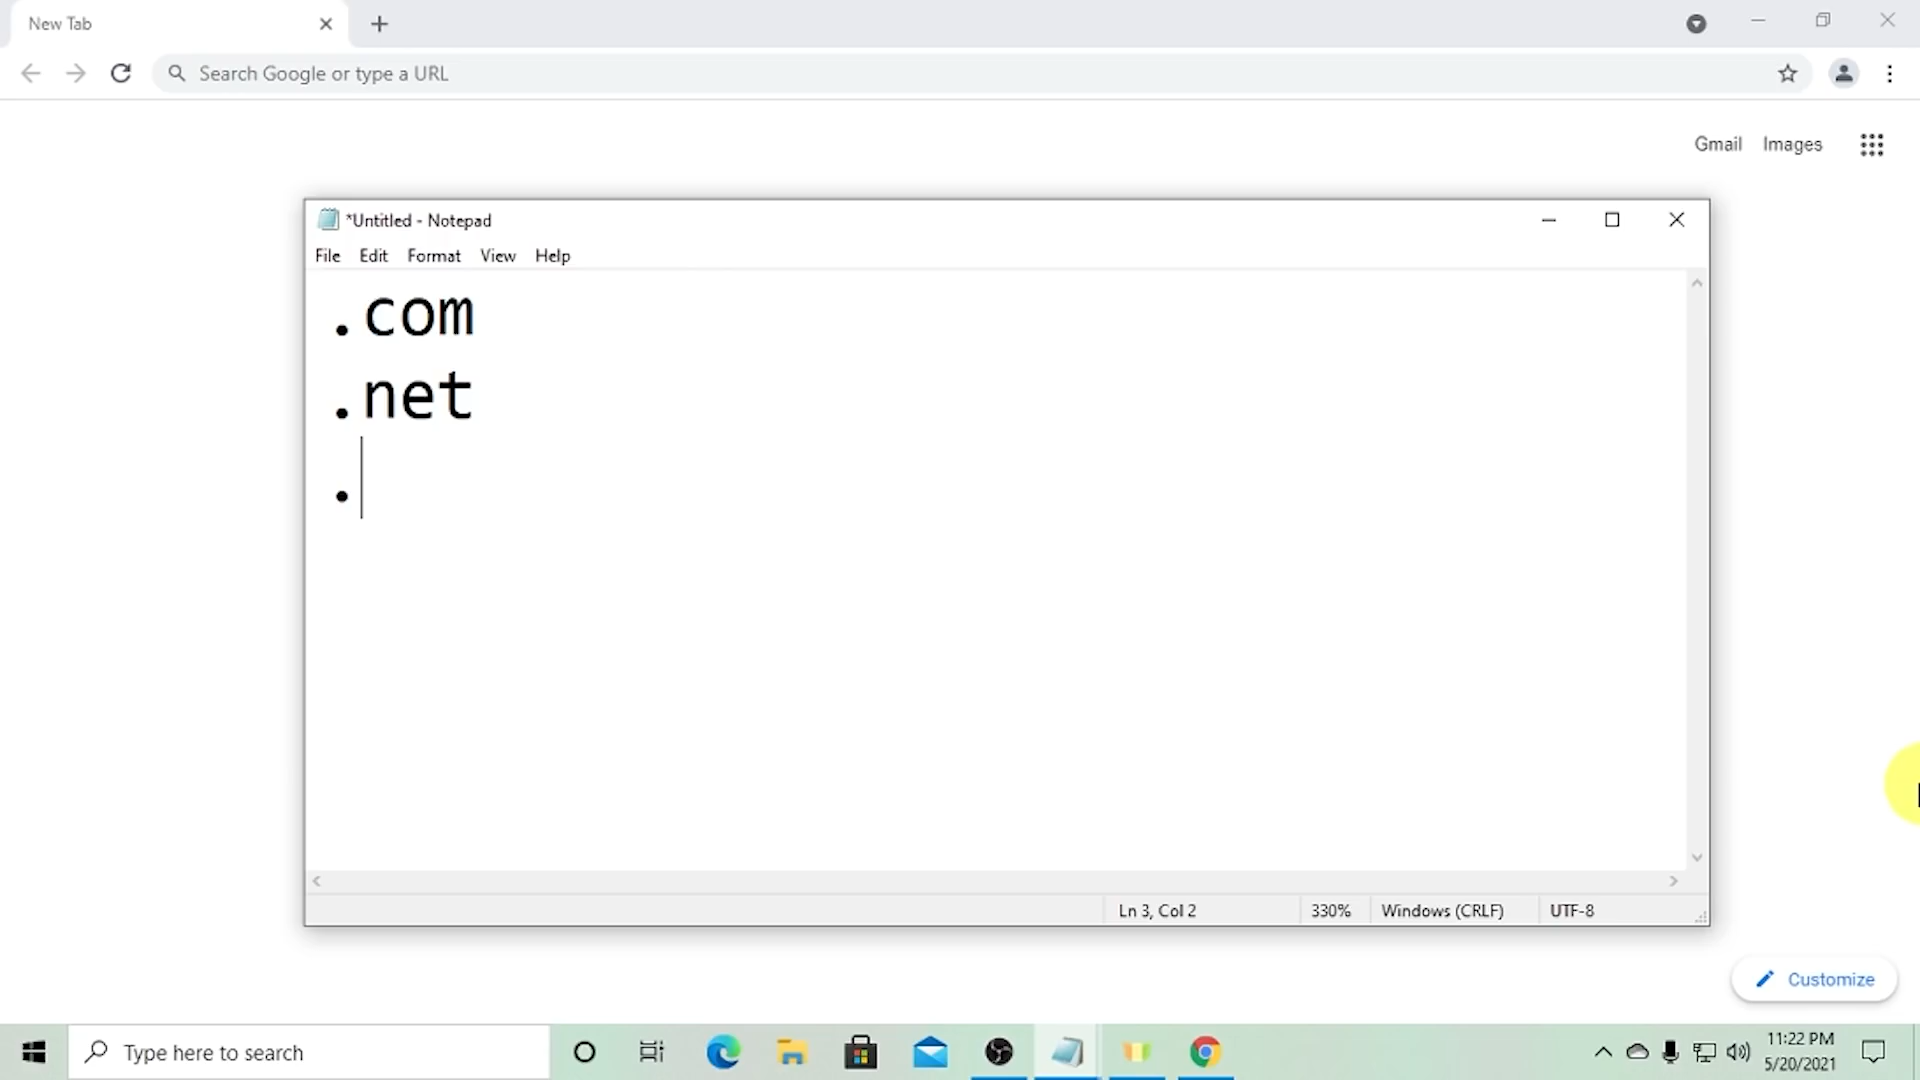 New Tab
Search Google or type a URL
Gmail Images
*Untitled - Notepad
File Edit Format View Help
.com
.net
.
Ln 3, Col 2 330% Windows (CRLF) UTF-8
Customize
Type here to search
11:22 PM
5/20/2021